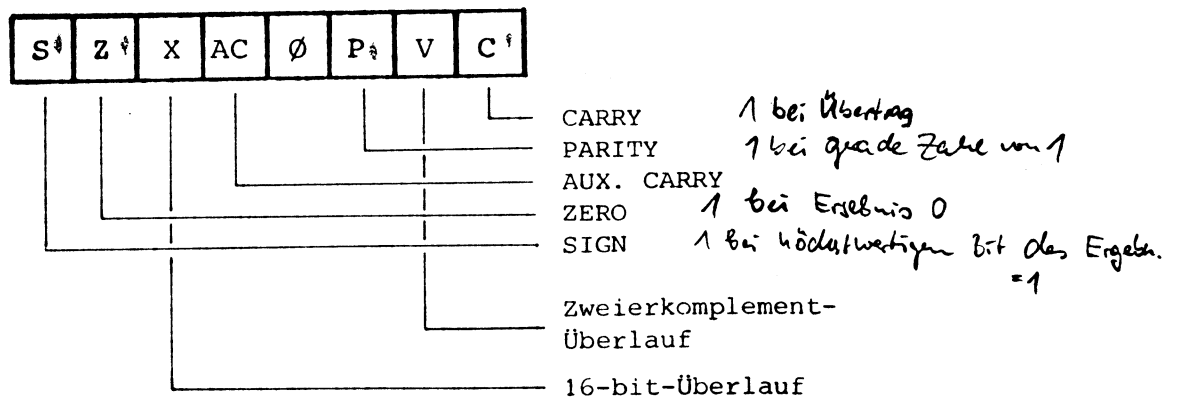 S Z X AC Ø P V C
CARRY 1 bei Übertrag
PARITY 1 bei grade Zahl von 1
AUX. CARRY
ZERO 1 bei Ergebnis 0
SIGN 1 bei höchstwertigen Bit des Ergebn.
=1
Zweierkomplement-
Überlauf
16-bit-Überlauf